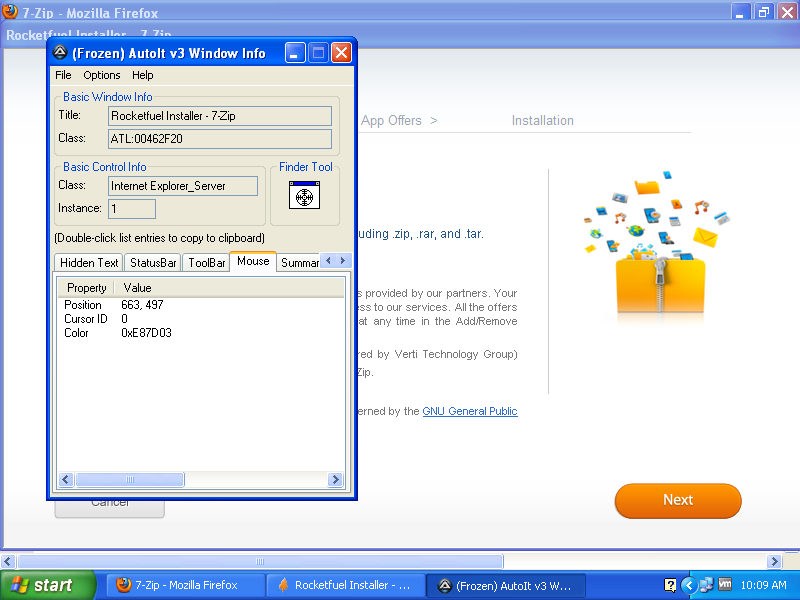 7-Zip - Mozilla Firefox
Rocketfuel Installer - 7-Zip
(Frozen) AutoIt v3 Window Info
File Options Help
Basic Window Info
Title: Rocketfuel Installer - 7-Zip
Class: ATL:00462F20
App Offers > Installation
Basic Control Info
Finder Tool
Class: Internet Explorer_Server
Instance: 1
(Double-click list entries to copy to clipboard)
uding .zip, .rar, and .tar.
Hidden Text StatusBar ToolBar Mouse Summar
Property Value
Position 663, 497
Cursor ID 0
Color 0xE87D03
s provided by our partners. Your
ess to our services. All the offers
at any time in the Add/Remove
red by Verti Technology Group)
Zip.
erned by the GNU General Public
Cancel
Next
start
7-Zip - Mozilla Firefox
Rocketfuel Installer - ...
(Frozen) AutoIt v3 W...
10:09 AM